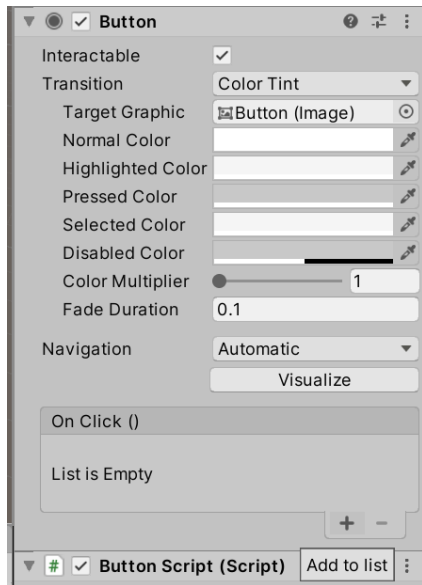 Button
Interactable
Transition Color Tint
Target Graphic Button (Image)
Normal Color
Highlighted Color
Pressed Color
Selected Color
Disabled Color
Color Multiplier 1
Fade Duration 0.1
Navigation Automatic
Visualize
On Click ()
List is Empty
+ −
# Button Script (Script) Add to list